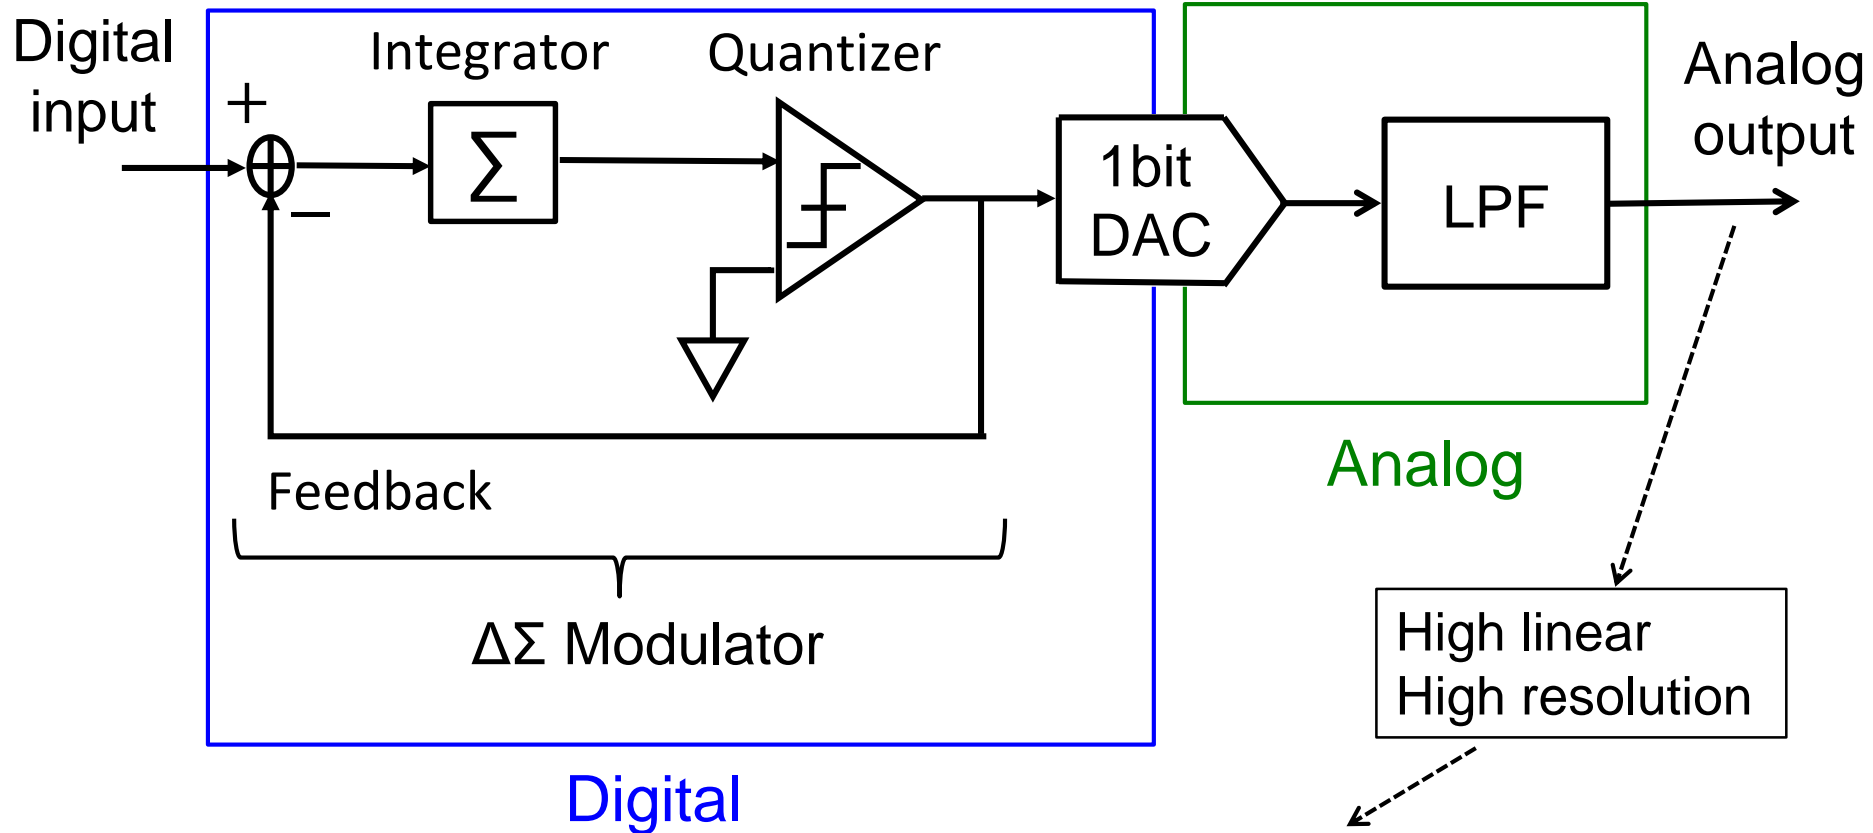 Digital
input
+
−
Integrator
Σ
Quantizer
1bit
DAC
LPF
Analog
output
Feedback
ΔΣ Modulator
Digital
Analog
High linear
High resolution